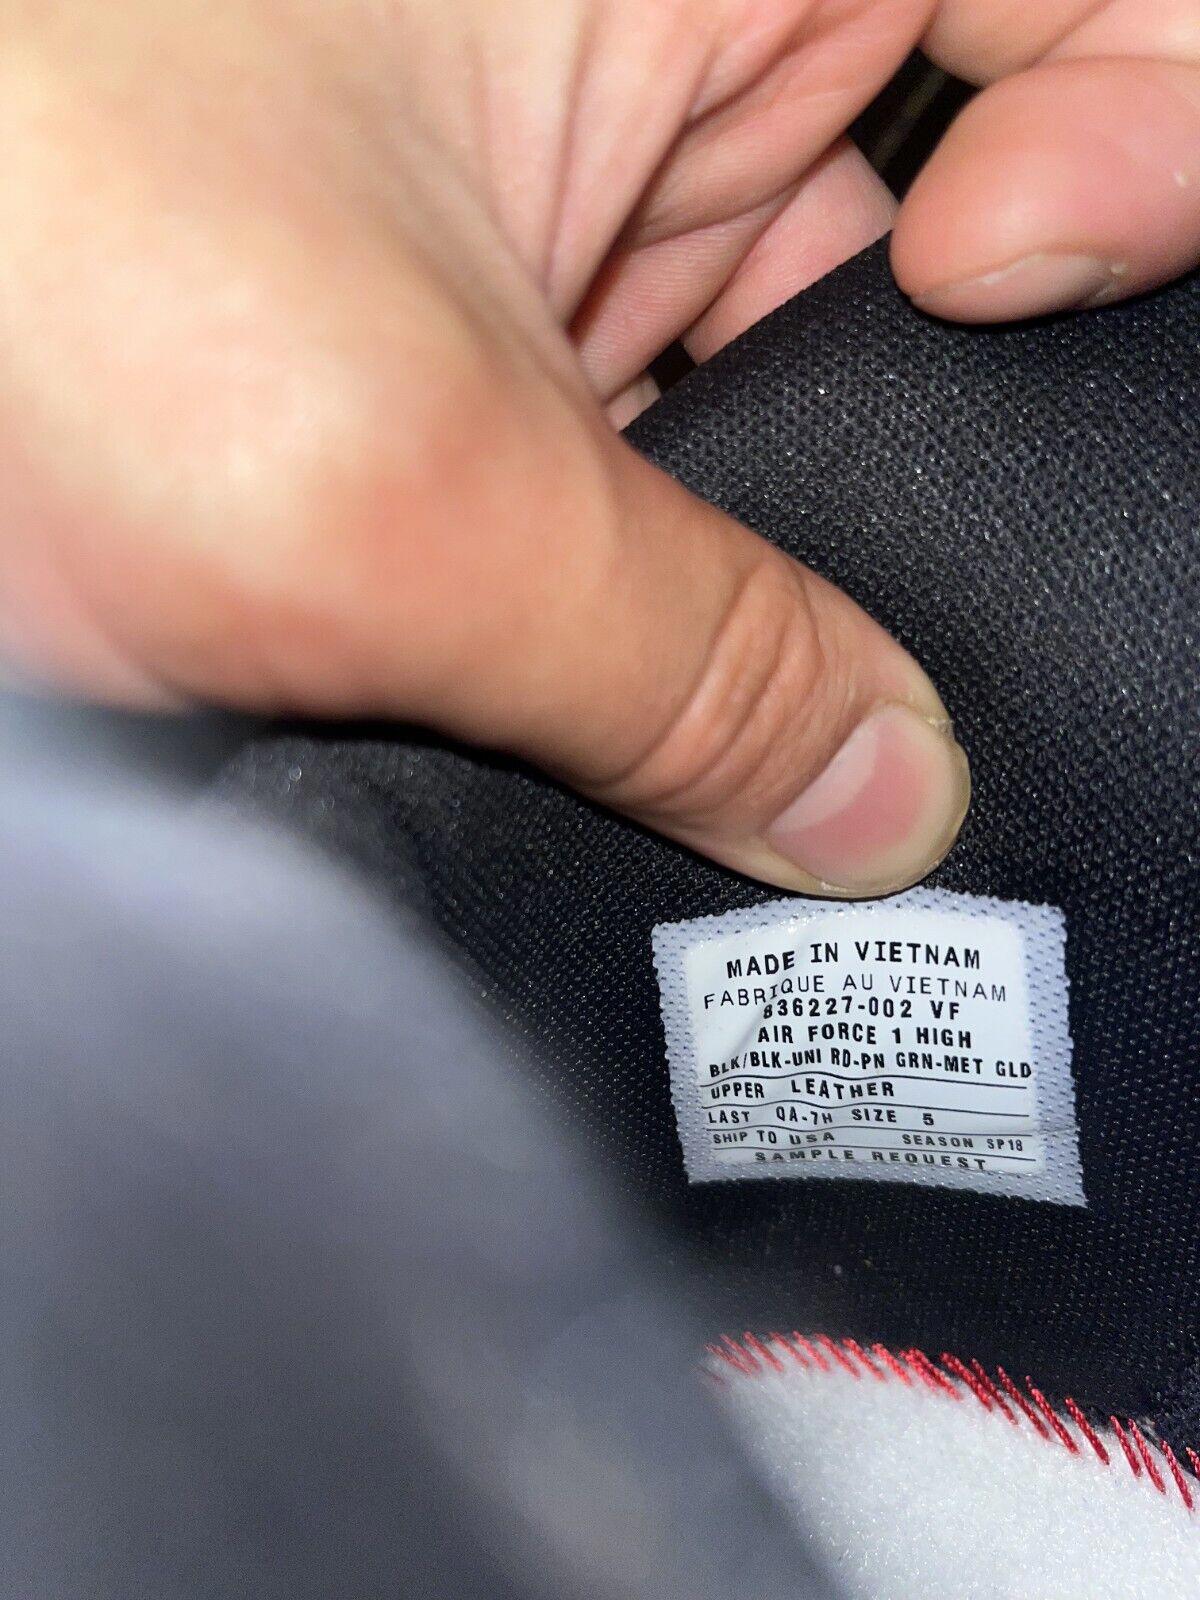 MADE IN VIETNAM
FABRIQUE AU VIETNAM
836227-002 VF
AIR FORCE 1 HIGH
BLK/BLK-UNI RD-PN GRN-MET GLD
UPPER LEATHER
LAST QA-7H SIZE 5
SHIP TO USA SEASON SP18
SAMPLE REQUEST